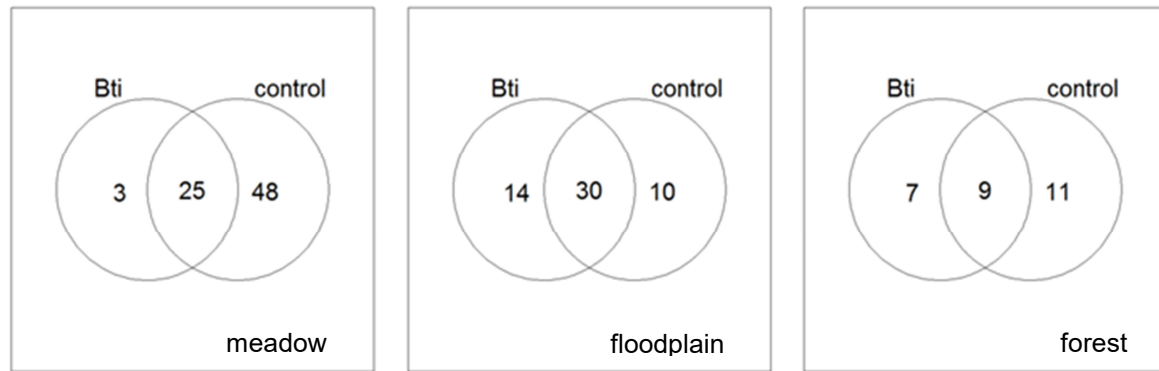 Bti control
3 25 48
meadow
Bti control
14 30 10
floodplain
Bti control
7 9 11
forest